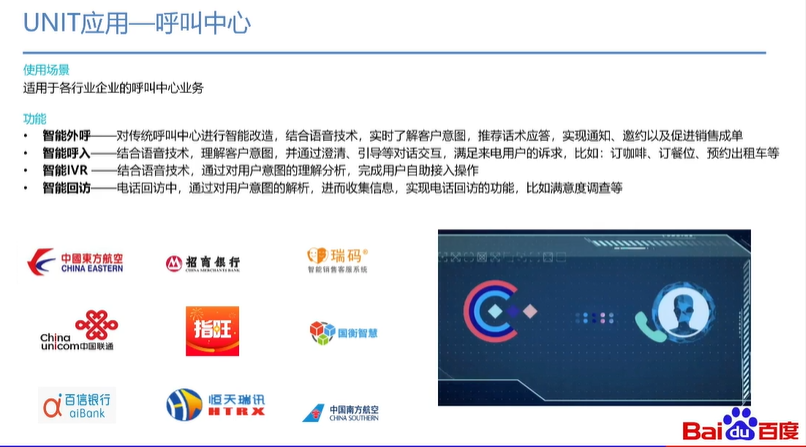 UNIT应用—呼叫中心
使用场景
适用于各行业企业的呼叫中心业务
功能
• 智能外呼——对传统呼叫中心进行智能改造，结合语音技术，实时了解客户意图，推荐话术应答，实现通知、邀约以及促进销售成单
• 智能呼入——结合语音技术，理解客户意图，并通过澄清、引导等对话交互，满足来电用户的诉求，比如：订咖啡、订餐位、预约出租车等
• 智能IVR ——结合语音技术，通过对用户意图的理解分析，完成用户自助接入操作
• 智能回访——电话回访中，通过对用户意图的解析，进而收集信息，实现电话回访的功能，比如满意度调查等
中國東方航空
CHINA EASTERN
招商银行
CHINA MERCHANTS BANK
瑞码®
智能销售客服系统
China
unicom中国联通
指旺
国衡智慧
百信银行
aiBank
恒天瑞讯
HTRX
中国南方航空
CHINA SOUTHERN
Bai du 百度